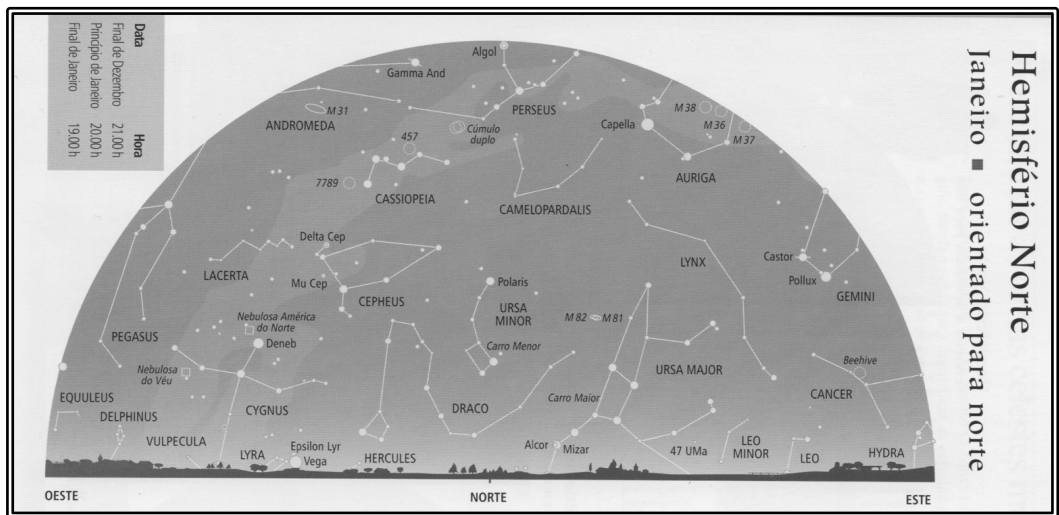 Hemisfério Norte
Janeiro ■ orientado para norte
Data Hora
Final de Dezembro 21.00 h
Princípio de Janeiro 20.00 h
Final de Janeiro 19.00 h
Algol
Gamma And
PERSEUS
M 31
ANDROMEDA
Cúmulo
duplo
457
7789
CASSIOPEIA
CAMELOPARDALIS
Capella
M 38
M 36
M 37
AURIGA
Delta Cep
LACERTA
Mu Cep
CEPHEUS
Polaris
URSA
MINOR
Carro Menor
M 82
M 81
LYNX
Castor
Pollux
GEMINI
PEGASUS
Nebulosa América
do Norte
Deneb
Nebulosa
do Véu
URSA MAJOR
Carro Maior
Beehive
CANCER
EQUULEUS
DELPHINUS
VULPECULA
CYGNUS
LYRA
Epsilon Lyr
Vega
HERCULES
DRACO
Alcor
Mizar
47 UMa
LEO
MINOR
LEO
HYDRA
OESTE
NORTE
ESTE